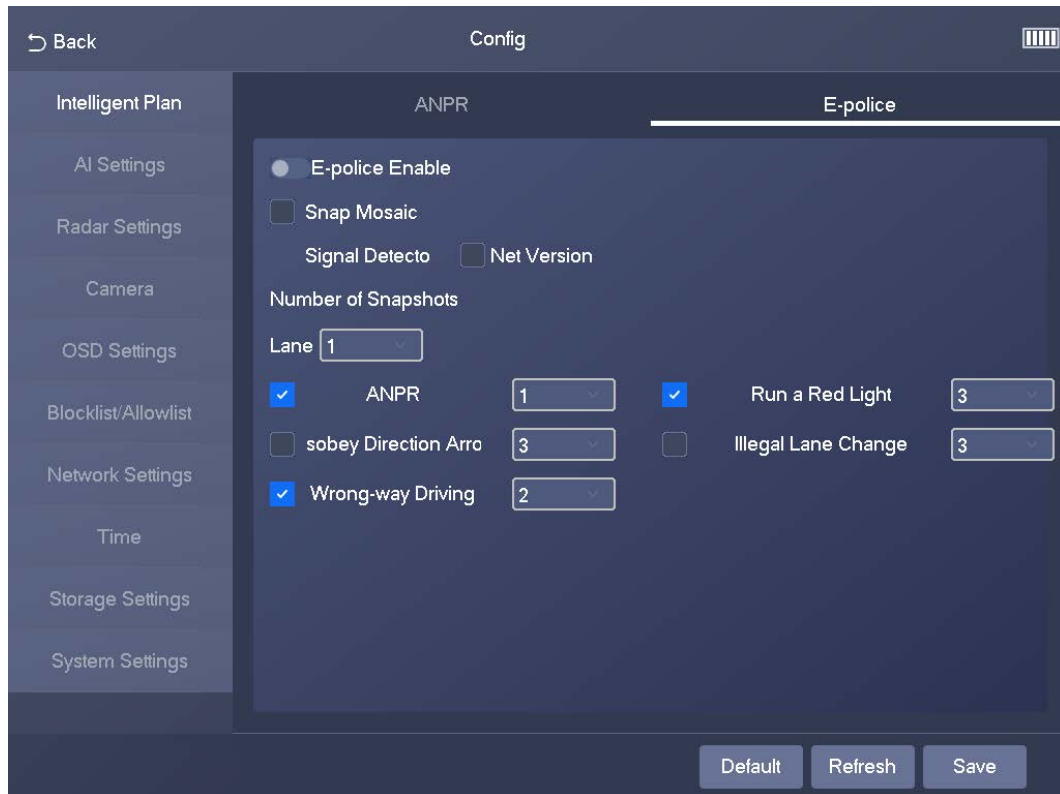 Back
Config
Intelligent Plan
ANPR
E-police
AI Settings
E-police Enable
Snap Mosaic
Radar Settings
Signal Detecto
Net Version
Camera
Number of Snapshots
OSD Settings
Lane 1
Blocklist/Allowlist
ANPR 1 Run a Red Light 3
sobey Direction Arro 3 Illegal Lane Change 3
Network Settings
Wrong-way Driving 2
Time
Storage Settings
System Settings
Default Refresh Save